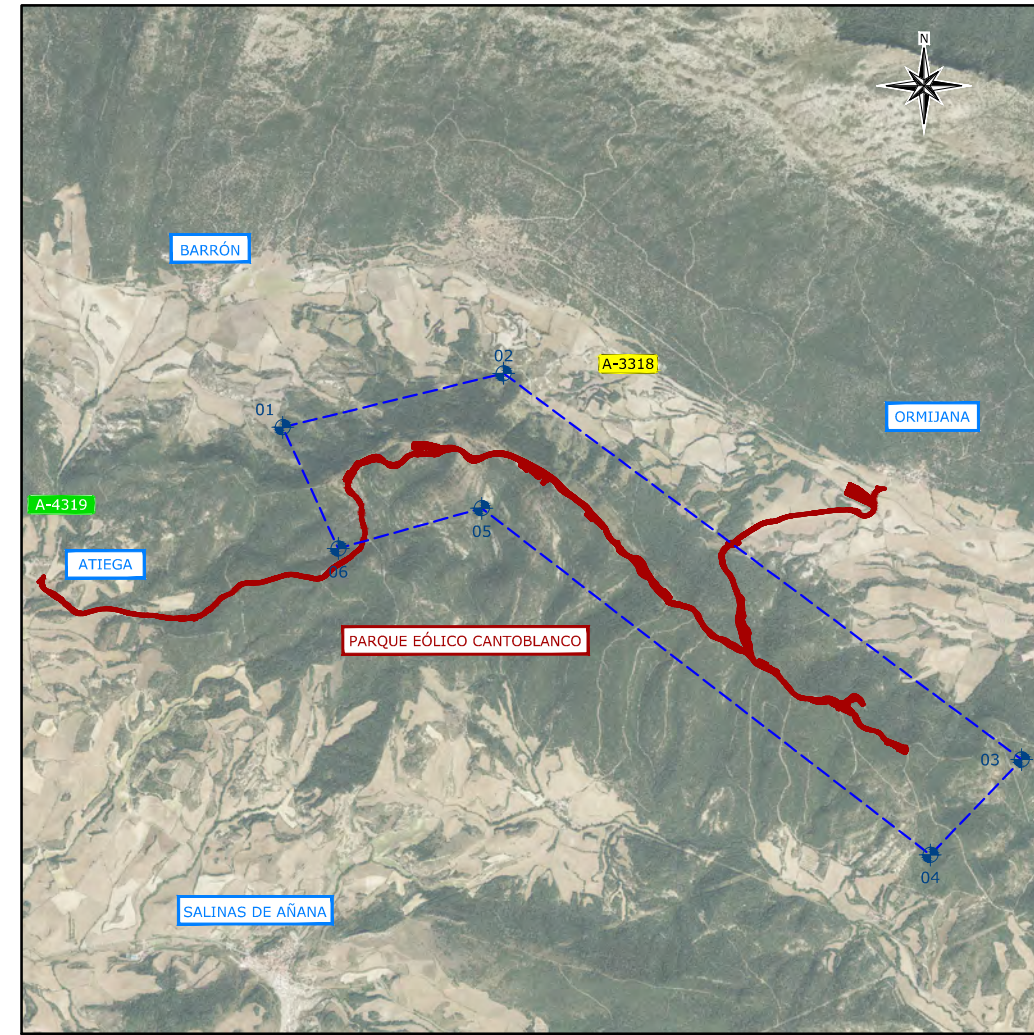 N
BARRÓN
02
A-3318
01
ORMIJANA
A-4319
05
ATIEGA
06
PARQUE EÓLICO CANTOBLANCO
03
04
SALINAS DE AÑANA